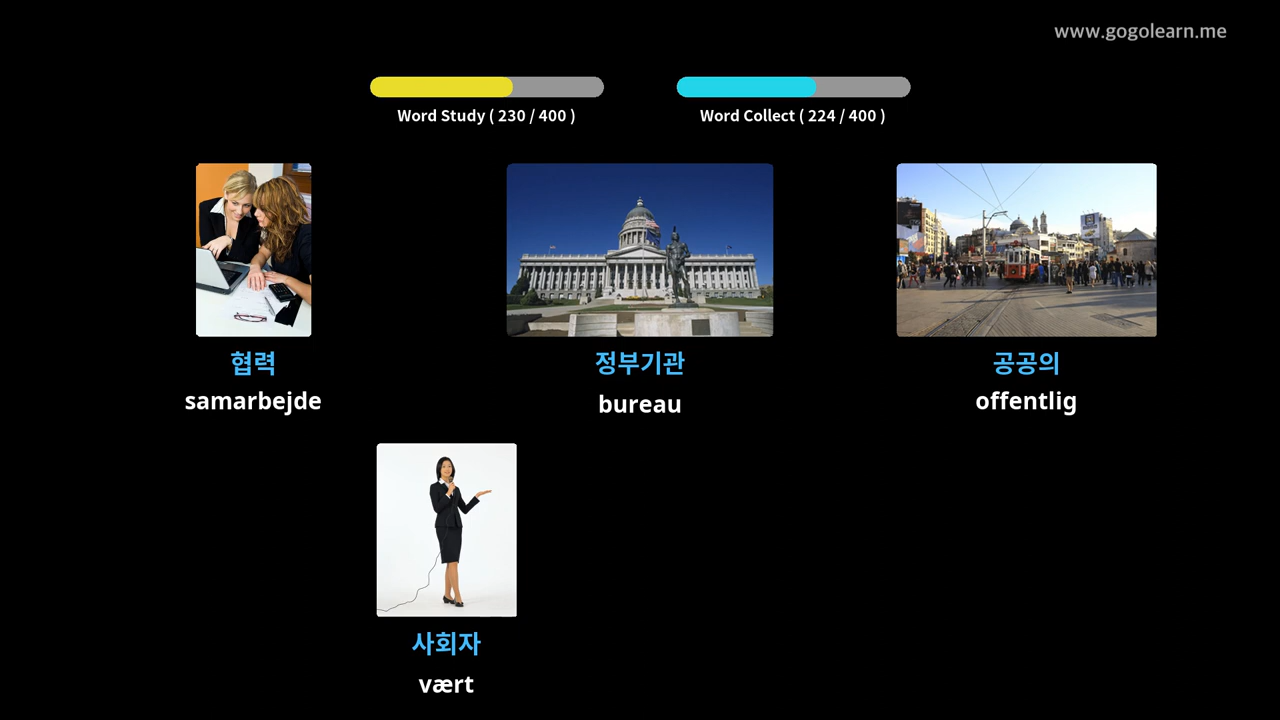 www.gogolearn.me
Word Study ( 230 / 400 )
Word Collect ( 224 / 400 )
협력
samarbejde
정부기관
bureau
공공의
offentlig
사회자
vært